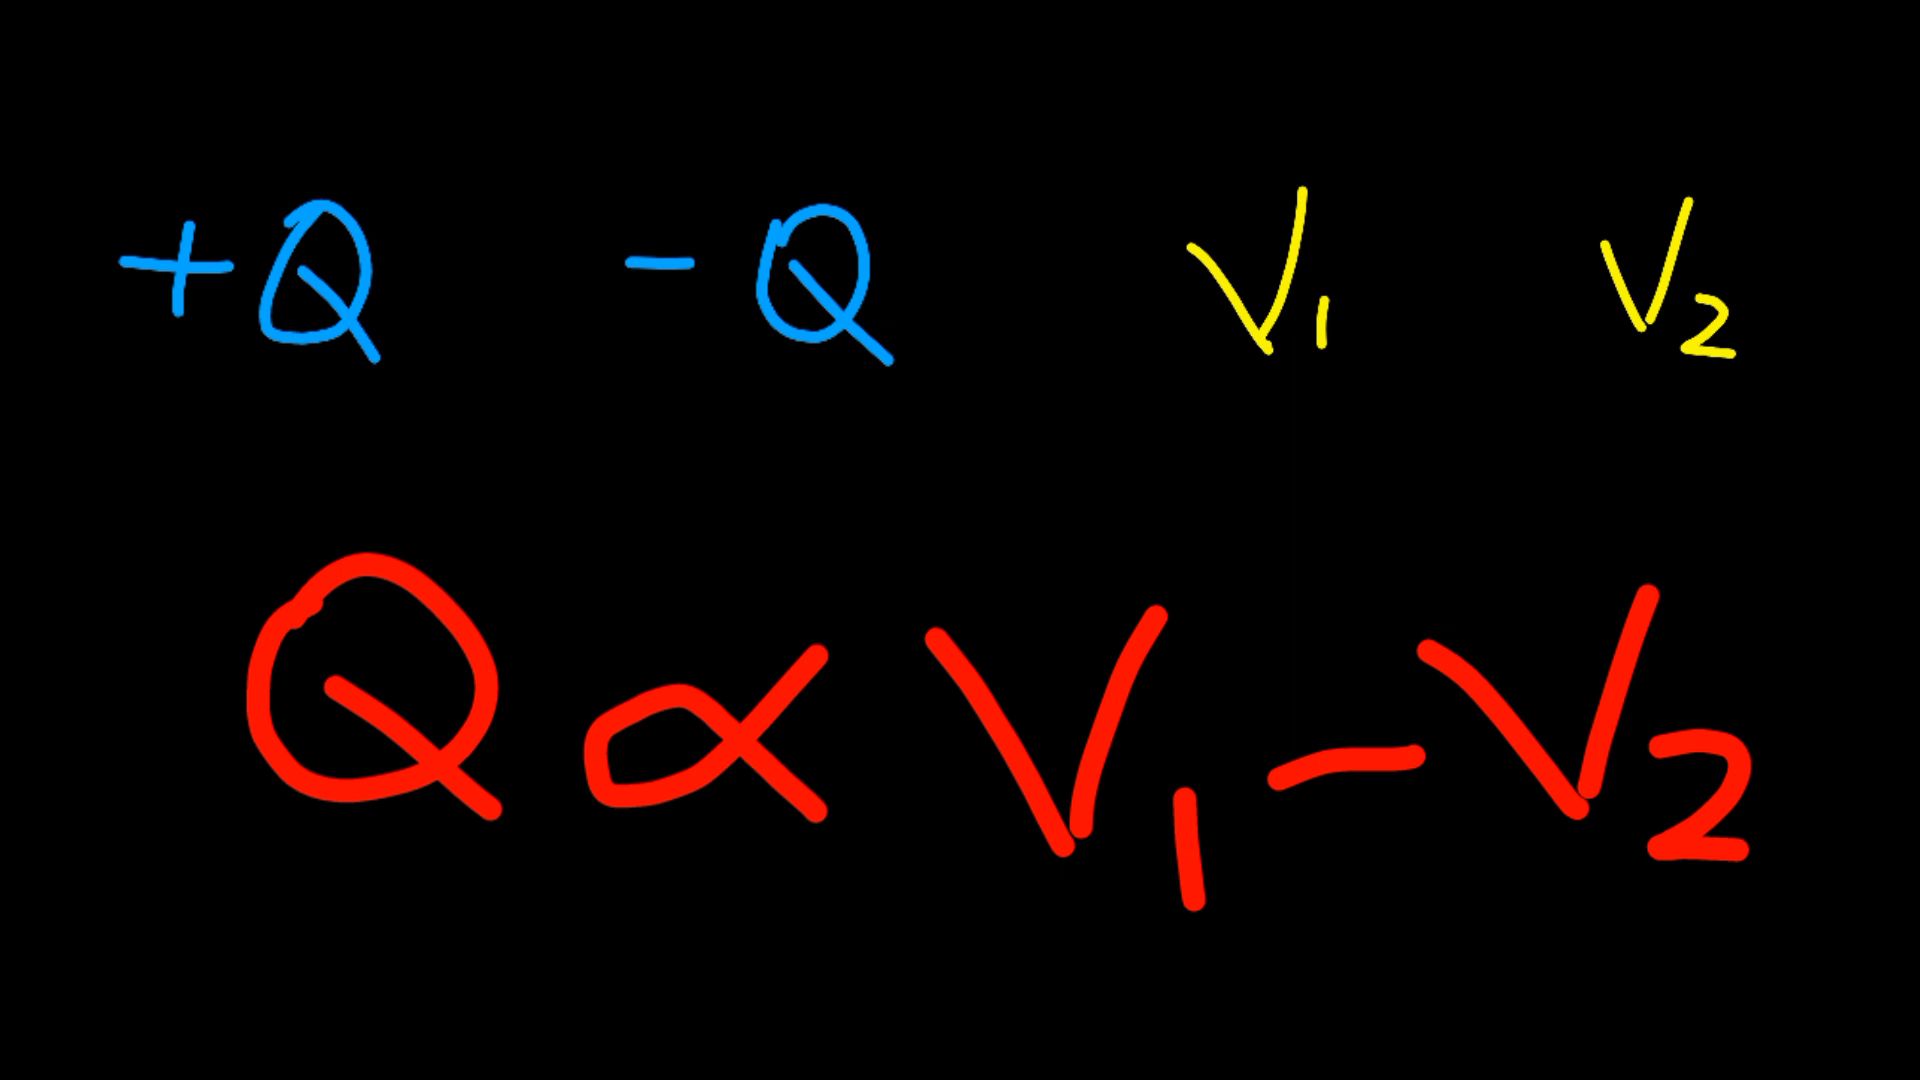 +Q -Q V₁ V₂
Q ∝ V₁ - V₂